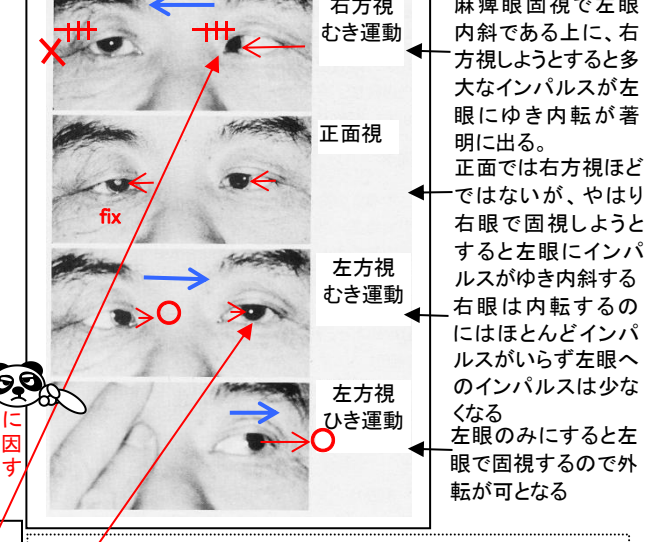 右方視
むき運動
麻痺眼固視で左眼
内斜である上に、右
方視しようとすると多
大なインパルスが左
眼にゆき内転が著
明に出る。
正面視
fix
正面では右方視ほど
ではないが、やはり
右眼で固視しようと
すると左眼にインパ
ルスがゆき内斜する
左方視
むき運動
右眼は内転するの
にはほとんどインパ
ルスがいらず左眼へ
のインパルスは少な
くなる
左方視
ひき運動
左眼のみにすると左
眼で固視するので外
転が可となる
に
因
す